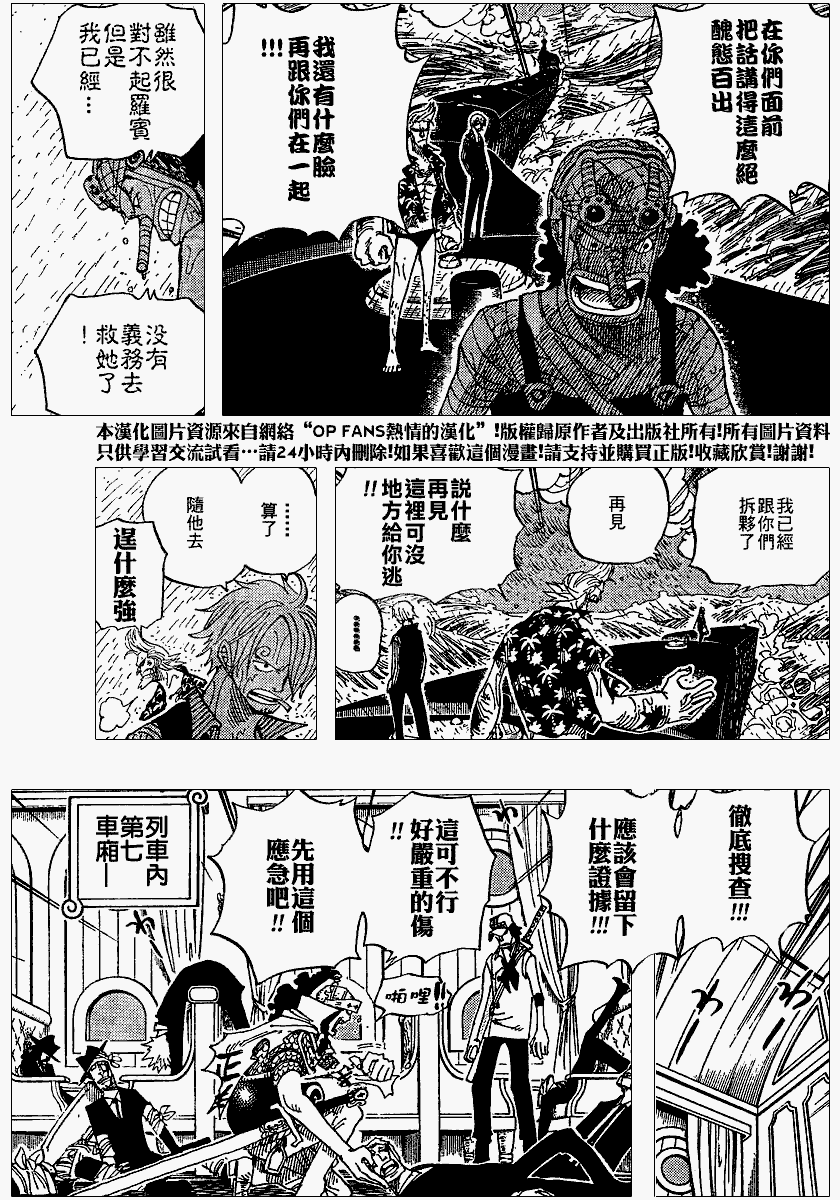 在你們面前
把話講得這麼絕
醜態百出
我還有什麼臉
再跟你們在一起
!!!
雖然很
對不起羅賓
但是
我已經…
没有
義務去
救她了
!
本漢化圖片資源來自網絡“OP FANS熱情的漢化”!版權歸原作者及出版社所有!所有圖片資料
只供學習交流試看…請24小時內刪除!如果喜歡這個漫畫!請支持並購買正版!收藏欣賞!謝謝!
我已經
跟你們
拆夥了
再見
說什麼
再見
這裡可沒
地方給你逃
!!
……
……
算了
隨他去
逞什麼強
徹底搜查!!!
應該會留下
什麼證據!!!
這可不行
好嚴重的傷
!!
先用這個
應急吧!!
列車內
第七
車廂—
啪哩!!
わ
わ
わ
わ